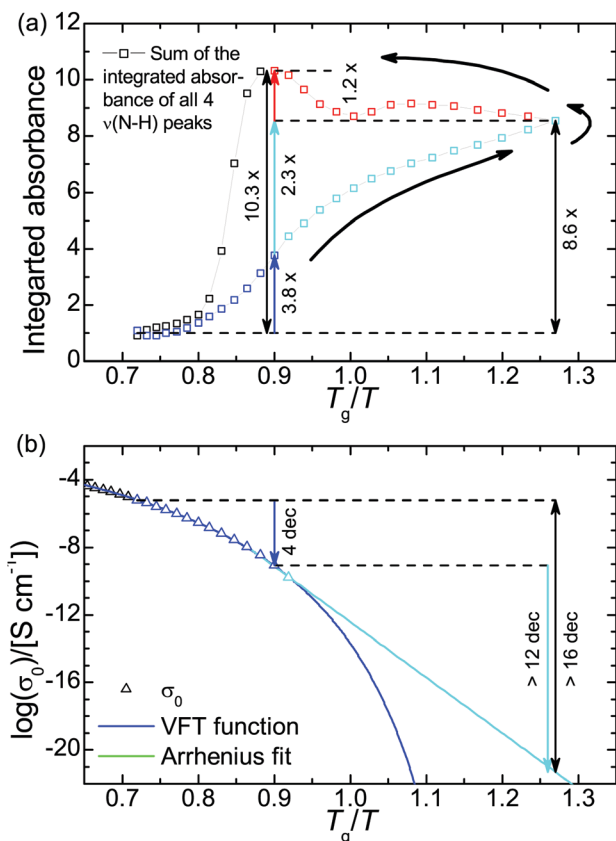 (a)
Sum of the
integrated absor-
bance of all 4
ν(N-H) peaks
Integarted absorbance
12
10
8
6
4
2
0
10.3 x
2.3 x
3.8 x
1.2 x
8.6 x
0.7 0.8 0.9 1.0 1.1 1.2 1.3
Tg/T
(b)
log(σ0)/[S cm-1])
-4
-8
-12
-16
-20
4 dec
> 12 dec
> 16 dec
σ0
VFT function
Arrhenius fit
0.7 0.8 0.9 1.0 1.1 1.2 1.3
Tg/T